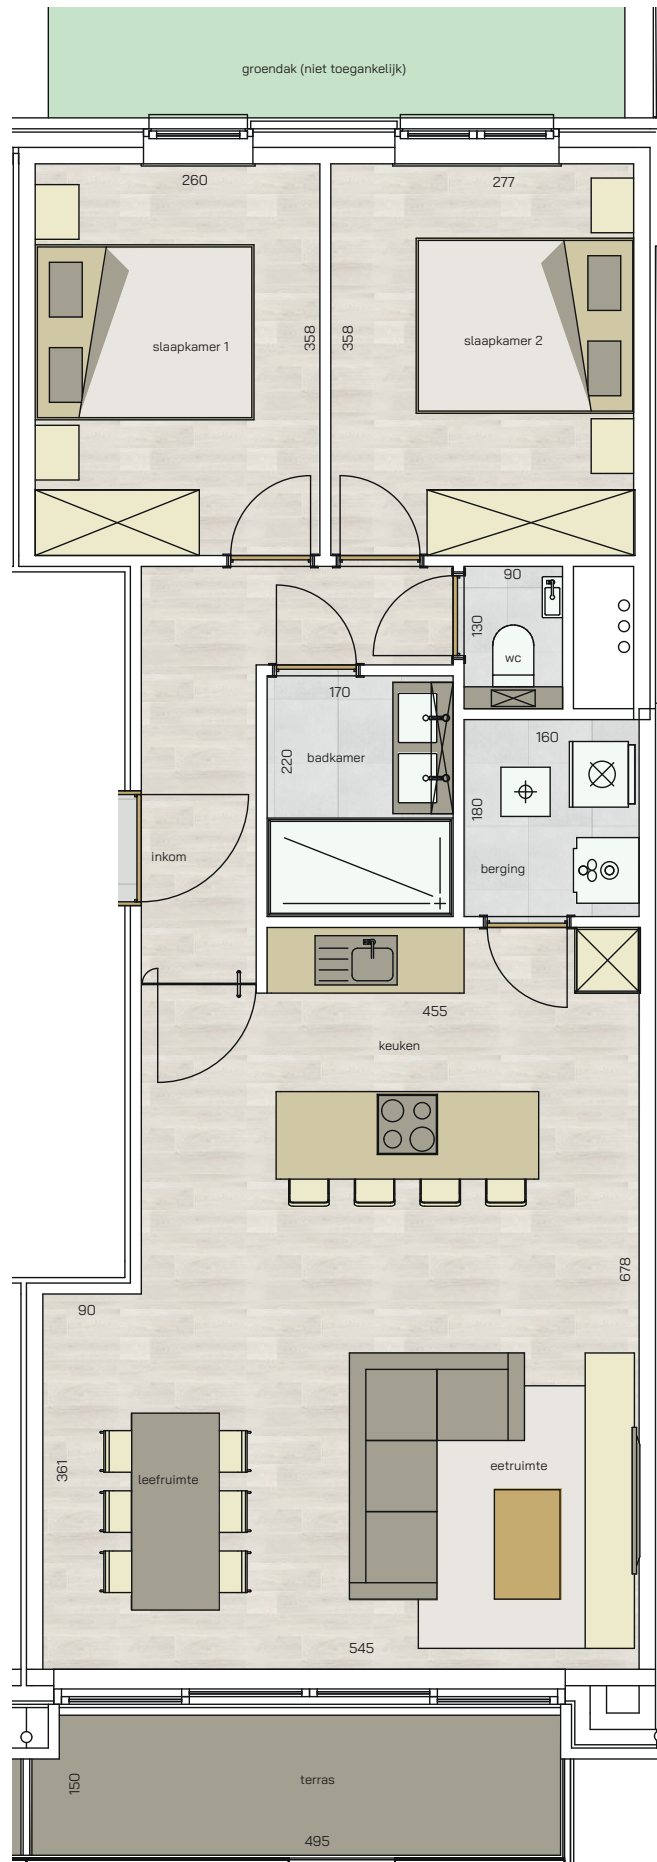 groendak (niet toegankelijk)
260
277
slaapkamer 1
358
358
slaapkamer 2
90
130
wc
170
220
badkamer
160
180
berging
inkom
455
keuken
678
90
361
leefruimte
eetruimte
545
150
terras
495